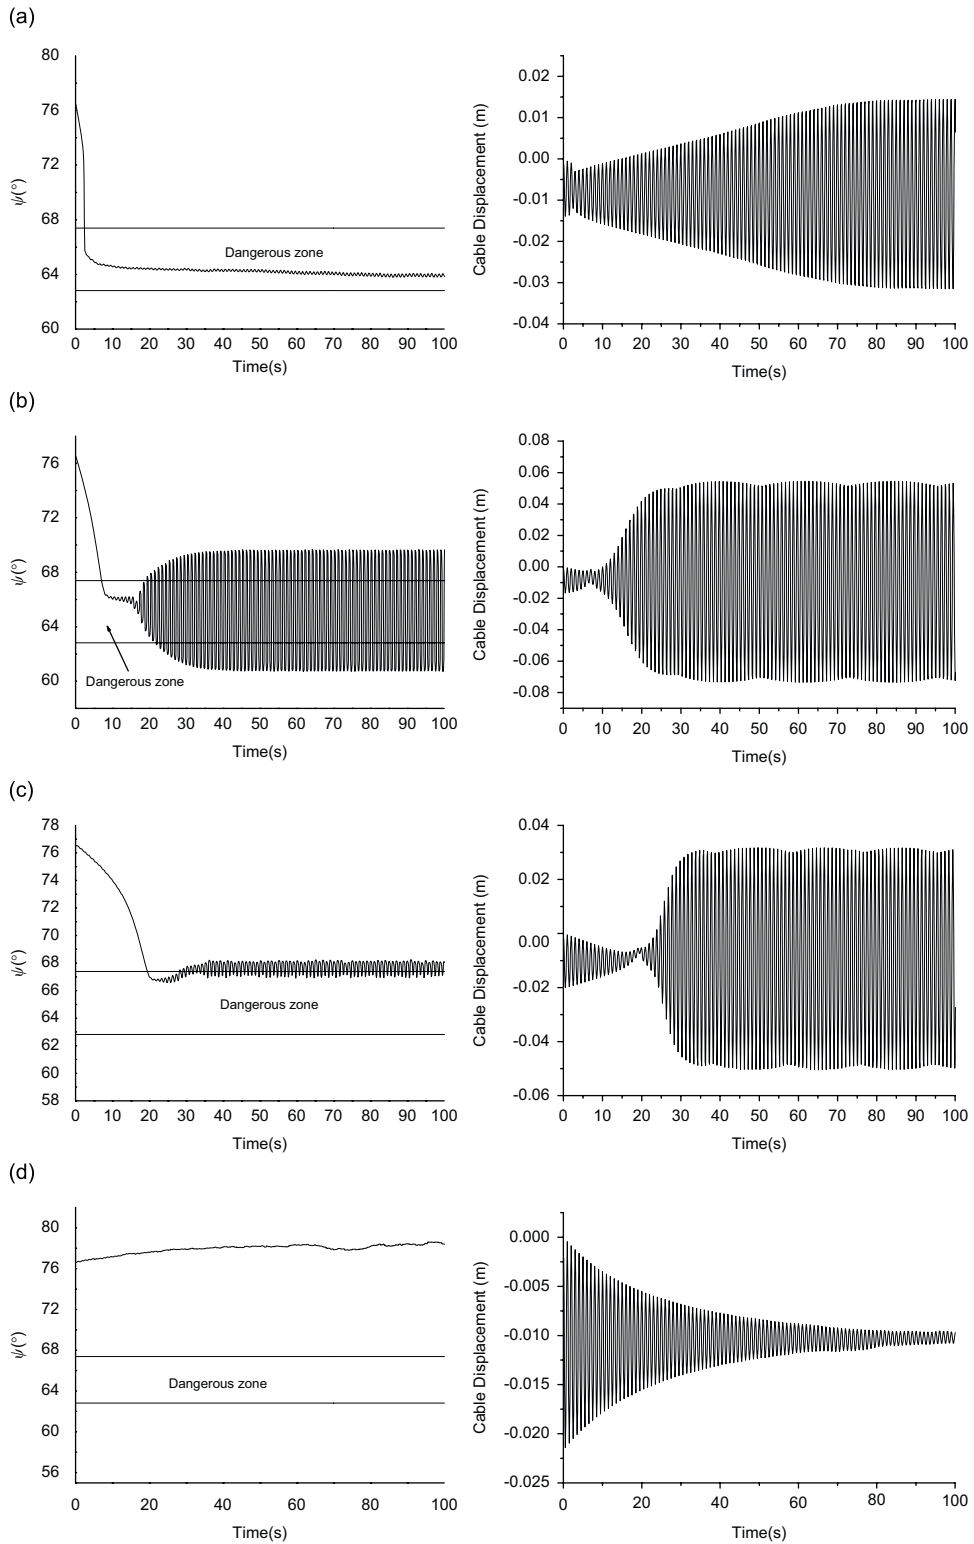 (a)
80
76
72
68
64
60
ψ(°)
Dangerous zone
0 10 20 30 40 50 60 70 80 90 100
Time(s)
0.02
0.01
0.00
-0.01
-0.02
-0.03
-0.04
Cable Displacement (m)
0 10 20 30 40 50 60 70 80 90 100
Time(s)
(b)
76
72
68
64
60
ψ(°)
Dangerous zone
0 10 20 30 40 50 60 70 80 90 100
Time(s)
0.08
0.06
0.04
0.02
0.00
-0.02
-0.04
-0.06
-0.08
Cable Displacement (m)
0 10 20 30 40 50 60 70 80 90 100
Time(s)
(c)
78
76
74
72
70
68
66
64
62
60
58
ψ(°)
Dangerous zone
0 10 20 30 40 50 60 70 80 90 100
Time(s)
0.04
0.02
0.00
-0.02
-0.04
-0.06
Cable Displacement (m)
0 10 20 30 40 50 60 70 80 90 100
Time(s)
(d)
80
76
72
68
64
60
56
ψ(°)
Dangerous zone
0 20 40 60 80 100
Time(s)
0.000
-0.005
-0.010
-0.015
-0.020
-0.025
Cable Displacement (m)
0 20 40 60 80 100
Time(s)